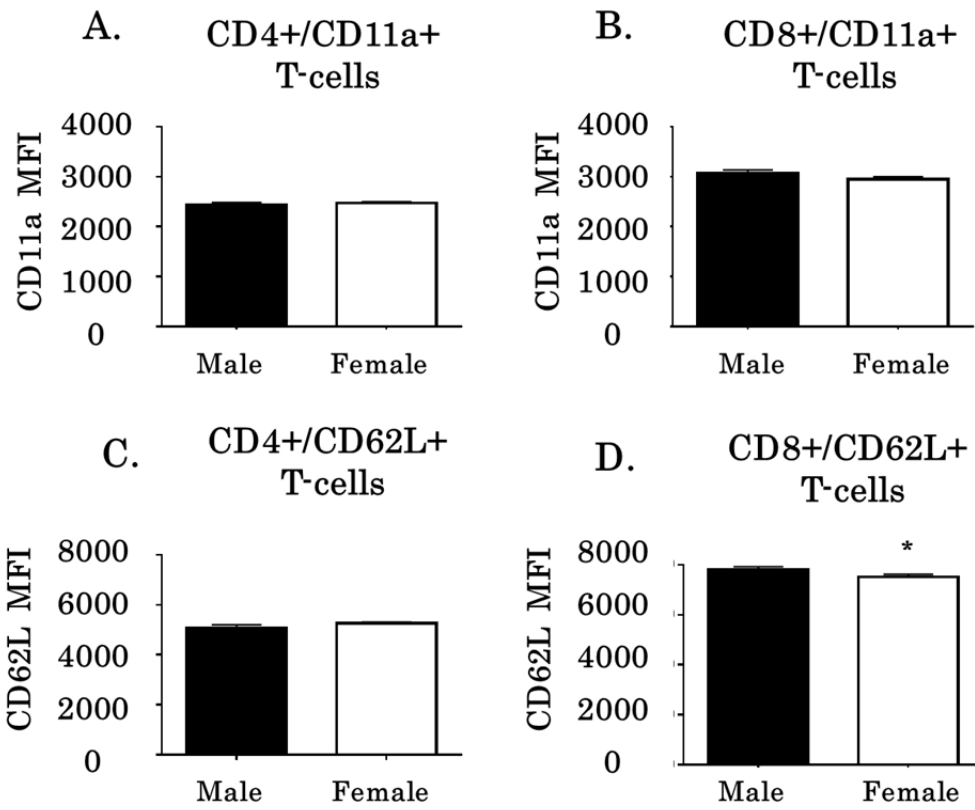 A.
CD4+/CD11a+
T-cells
CD11a MFI
4000
3000
2000
1000
0
Male
Female
B.
CD8+/CD11a+
T-cells
CD11a MFI
4000
3000
2000
1000
0
Male
Female
C.
CD4+/CD62L+
T-cells
CD62L MFI
8000
6000
4000
2000
0
Male
Female
D.
CD8+/CD62L+
T-cells
CD62L MFI
8000
6000
4000
2000
0
*
Male
Female